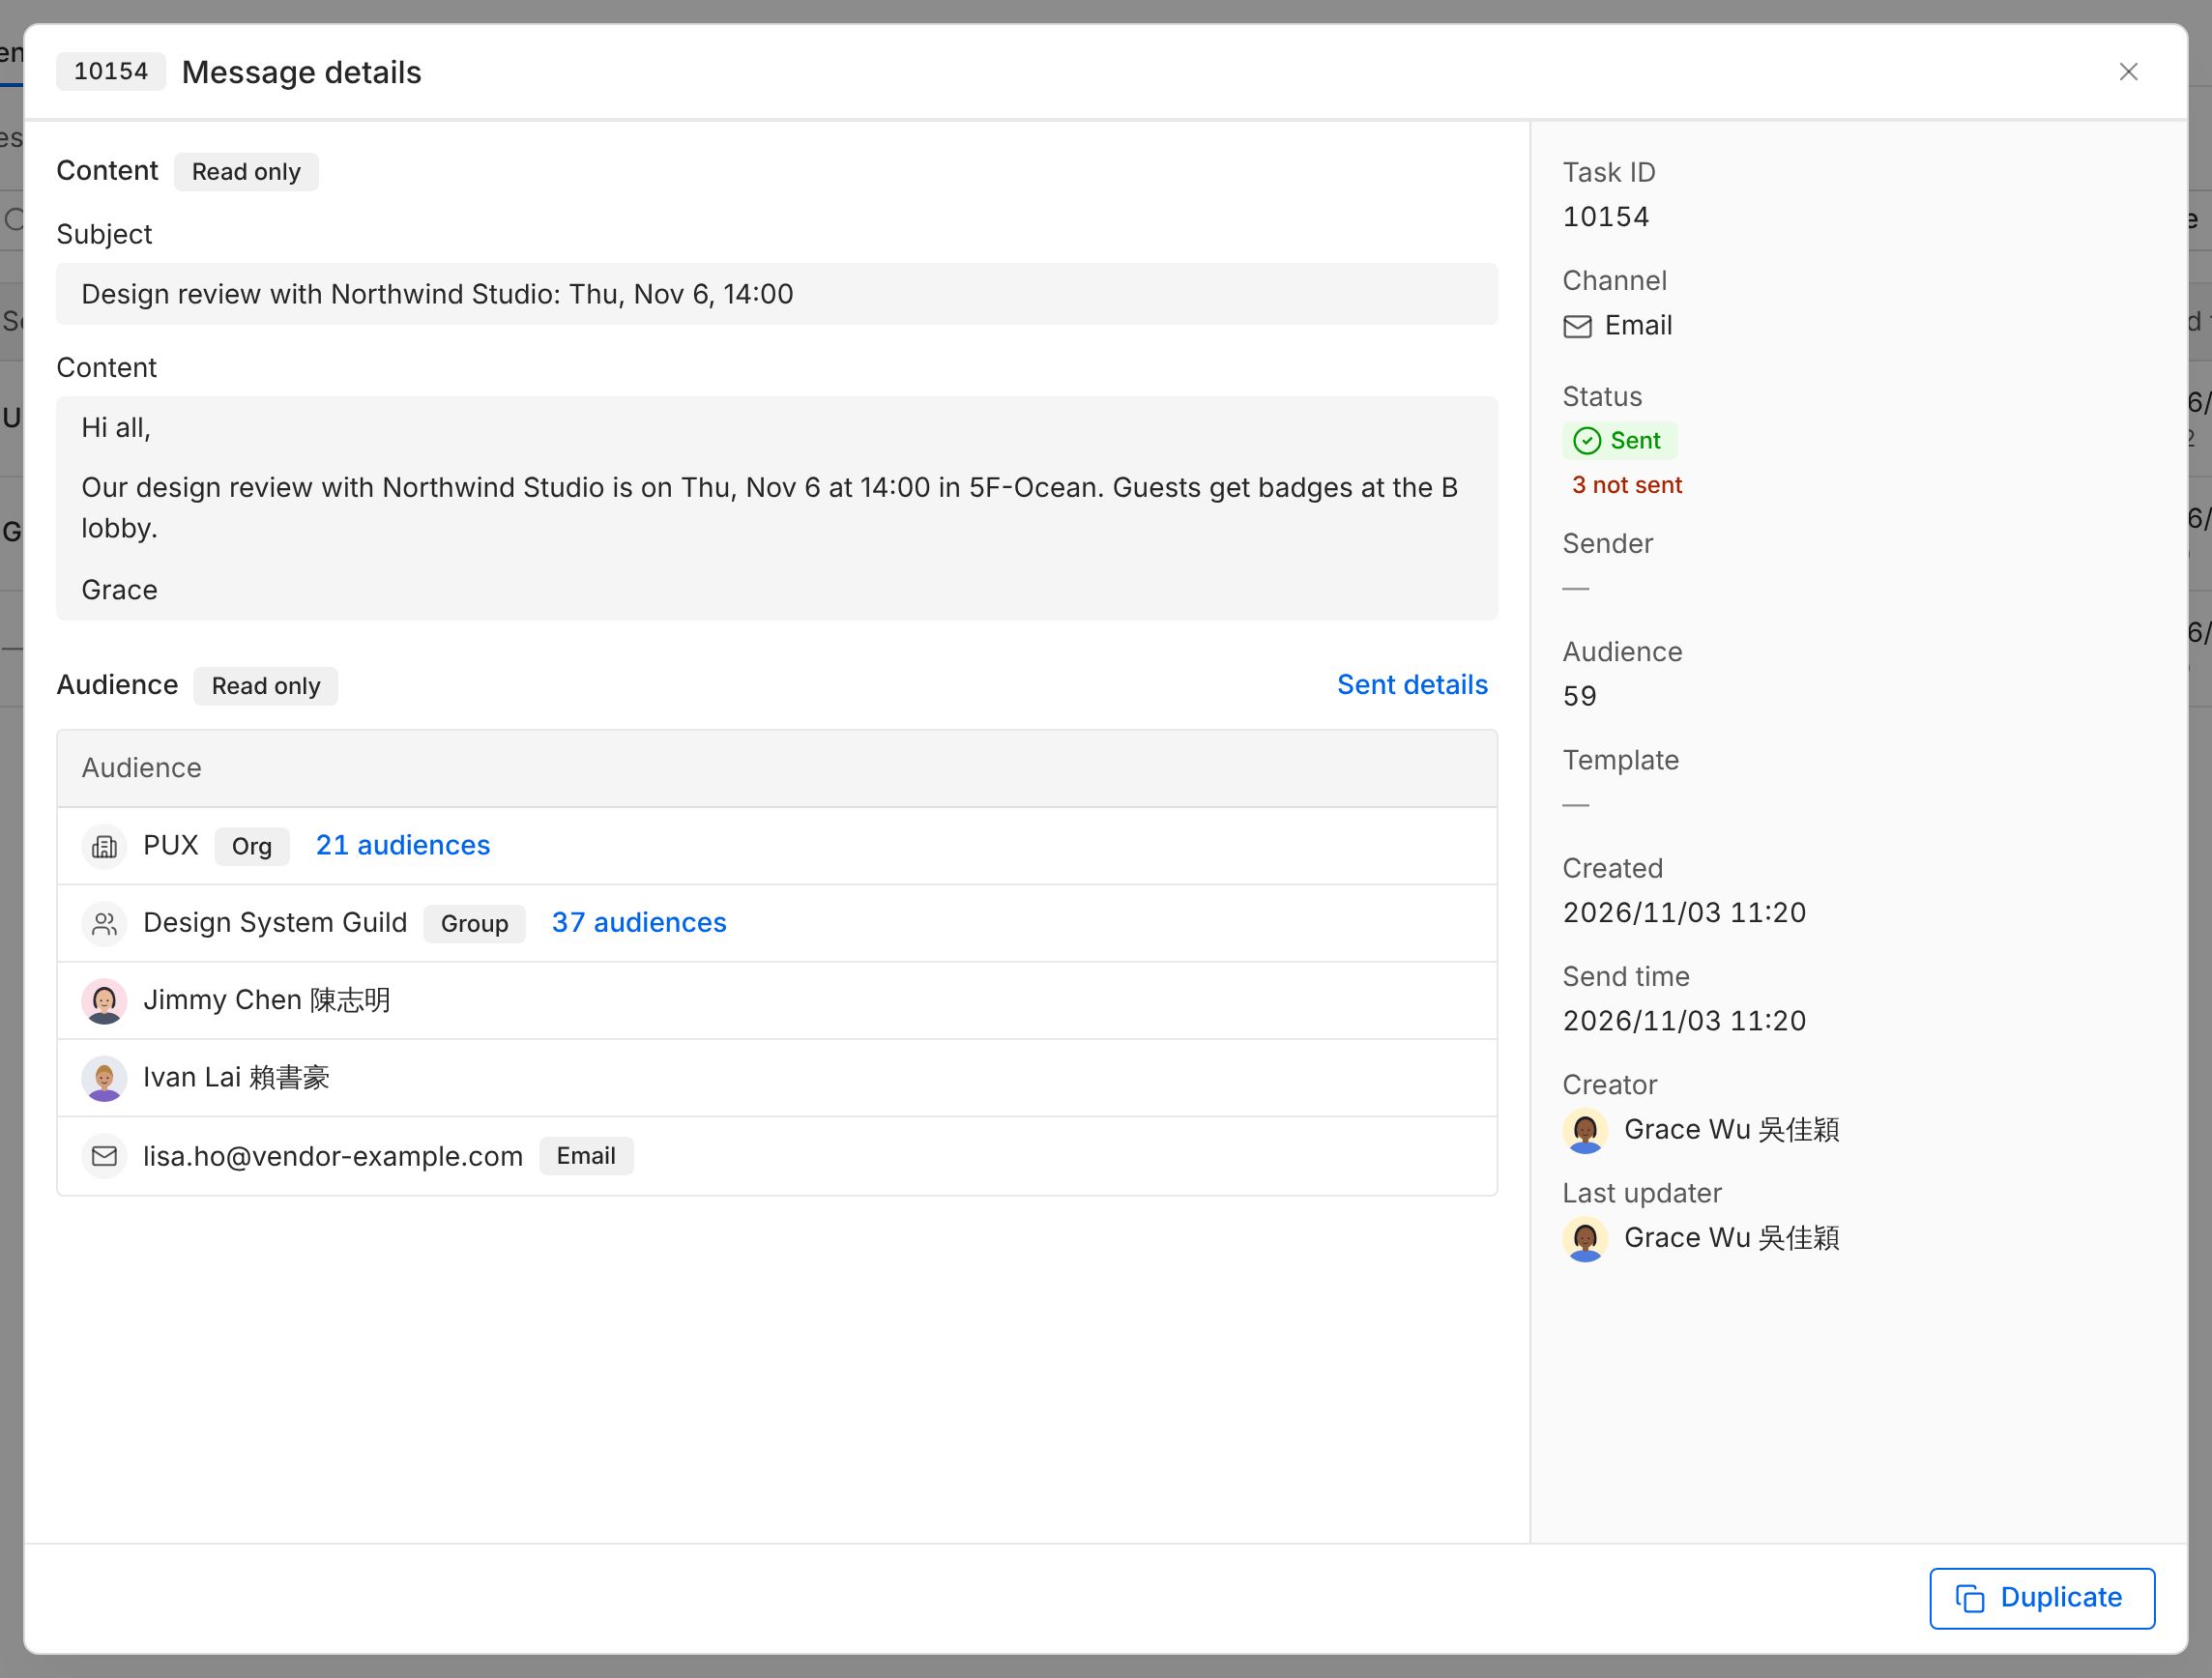 10154 Message details
Content Read only
Subject
Design review with Northwind Studio: Thu, Nov 6, 14:00
Content
Hi all,
Our design review with Northwind Studio is on Thu, Nov 6 at 14:00 in 5F-Ocean. Guests get badges at the B
lobby.
Grace
Audience Read only Sent details
Audience
PUX Org 21 audiences
Design System Guild Group 37 audiences
Jimmy Chen 陳志明
Ivan Lai 賴書豪
lisa.ho@vendor-example.com Email
Task ID
10154
Channel
Email
Status
Sent
3 not sent
Sender
—
Audience
59
Template
—
Created
2026/11/03 11:20
Send time
2026/11/03 11:20
Creator
Grace Wu 吳佳穎
Last updater
Grace Wu 吳佳穎
Duplicate